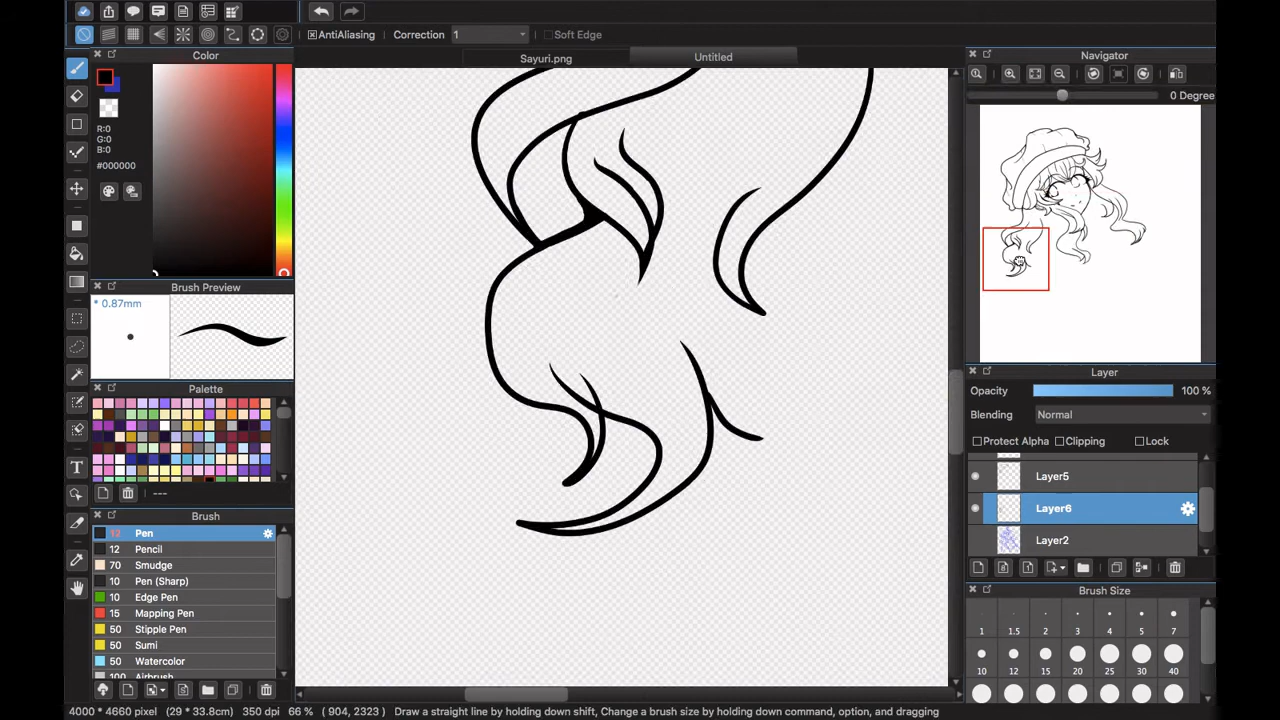 AntiAliasing
Correction
1
Soft Edge
Sayuri.png
Untitled
Color
R:0
G:0
B:0
#000000
Brush Preview
* 0.87mm
Palette
---
Brush
12 Pen
12 Pencil
70 Smudge
10 Pen (Sharp)
10 Edge Pen
15 Mapping Pen
50 Stipple Pen
50 Sumi
50 Watercolor
100 Airbrush
Navigator
0 Degree
Layer
Opacity 100 %
Blending Normal
Protect Alpha Clipping Lock
Layer5
Layer6
Layer2
Brush Size
1 1.5 2 3 4 5 7
10 12 15 20 25 30 40
4000 * 4660 pixel (29 * 33.8cm) 350 dpi 66 % ( 904, 2323 ) Draw a straight line by holding down shift, Change a brush size by holding down command, option, and dragging